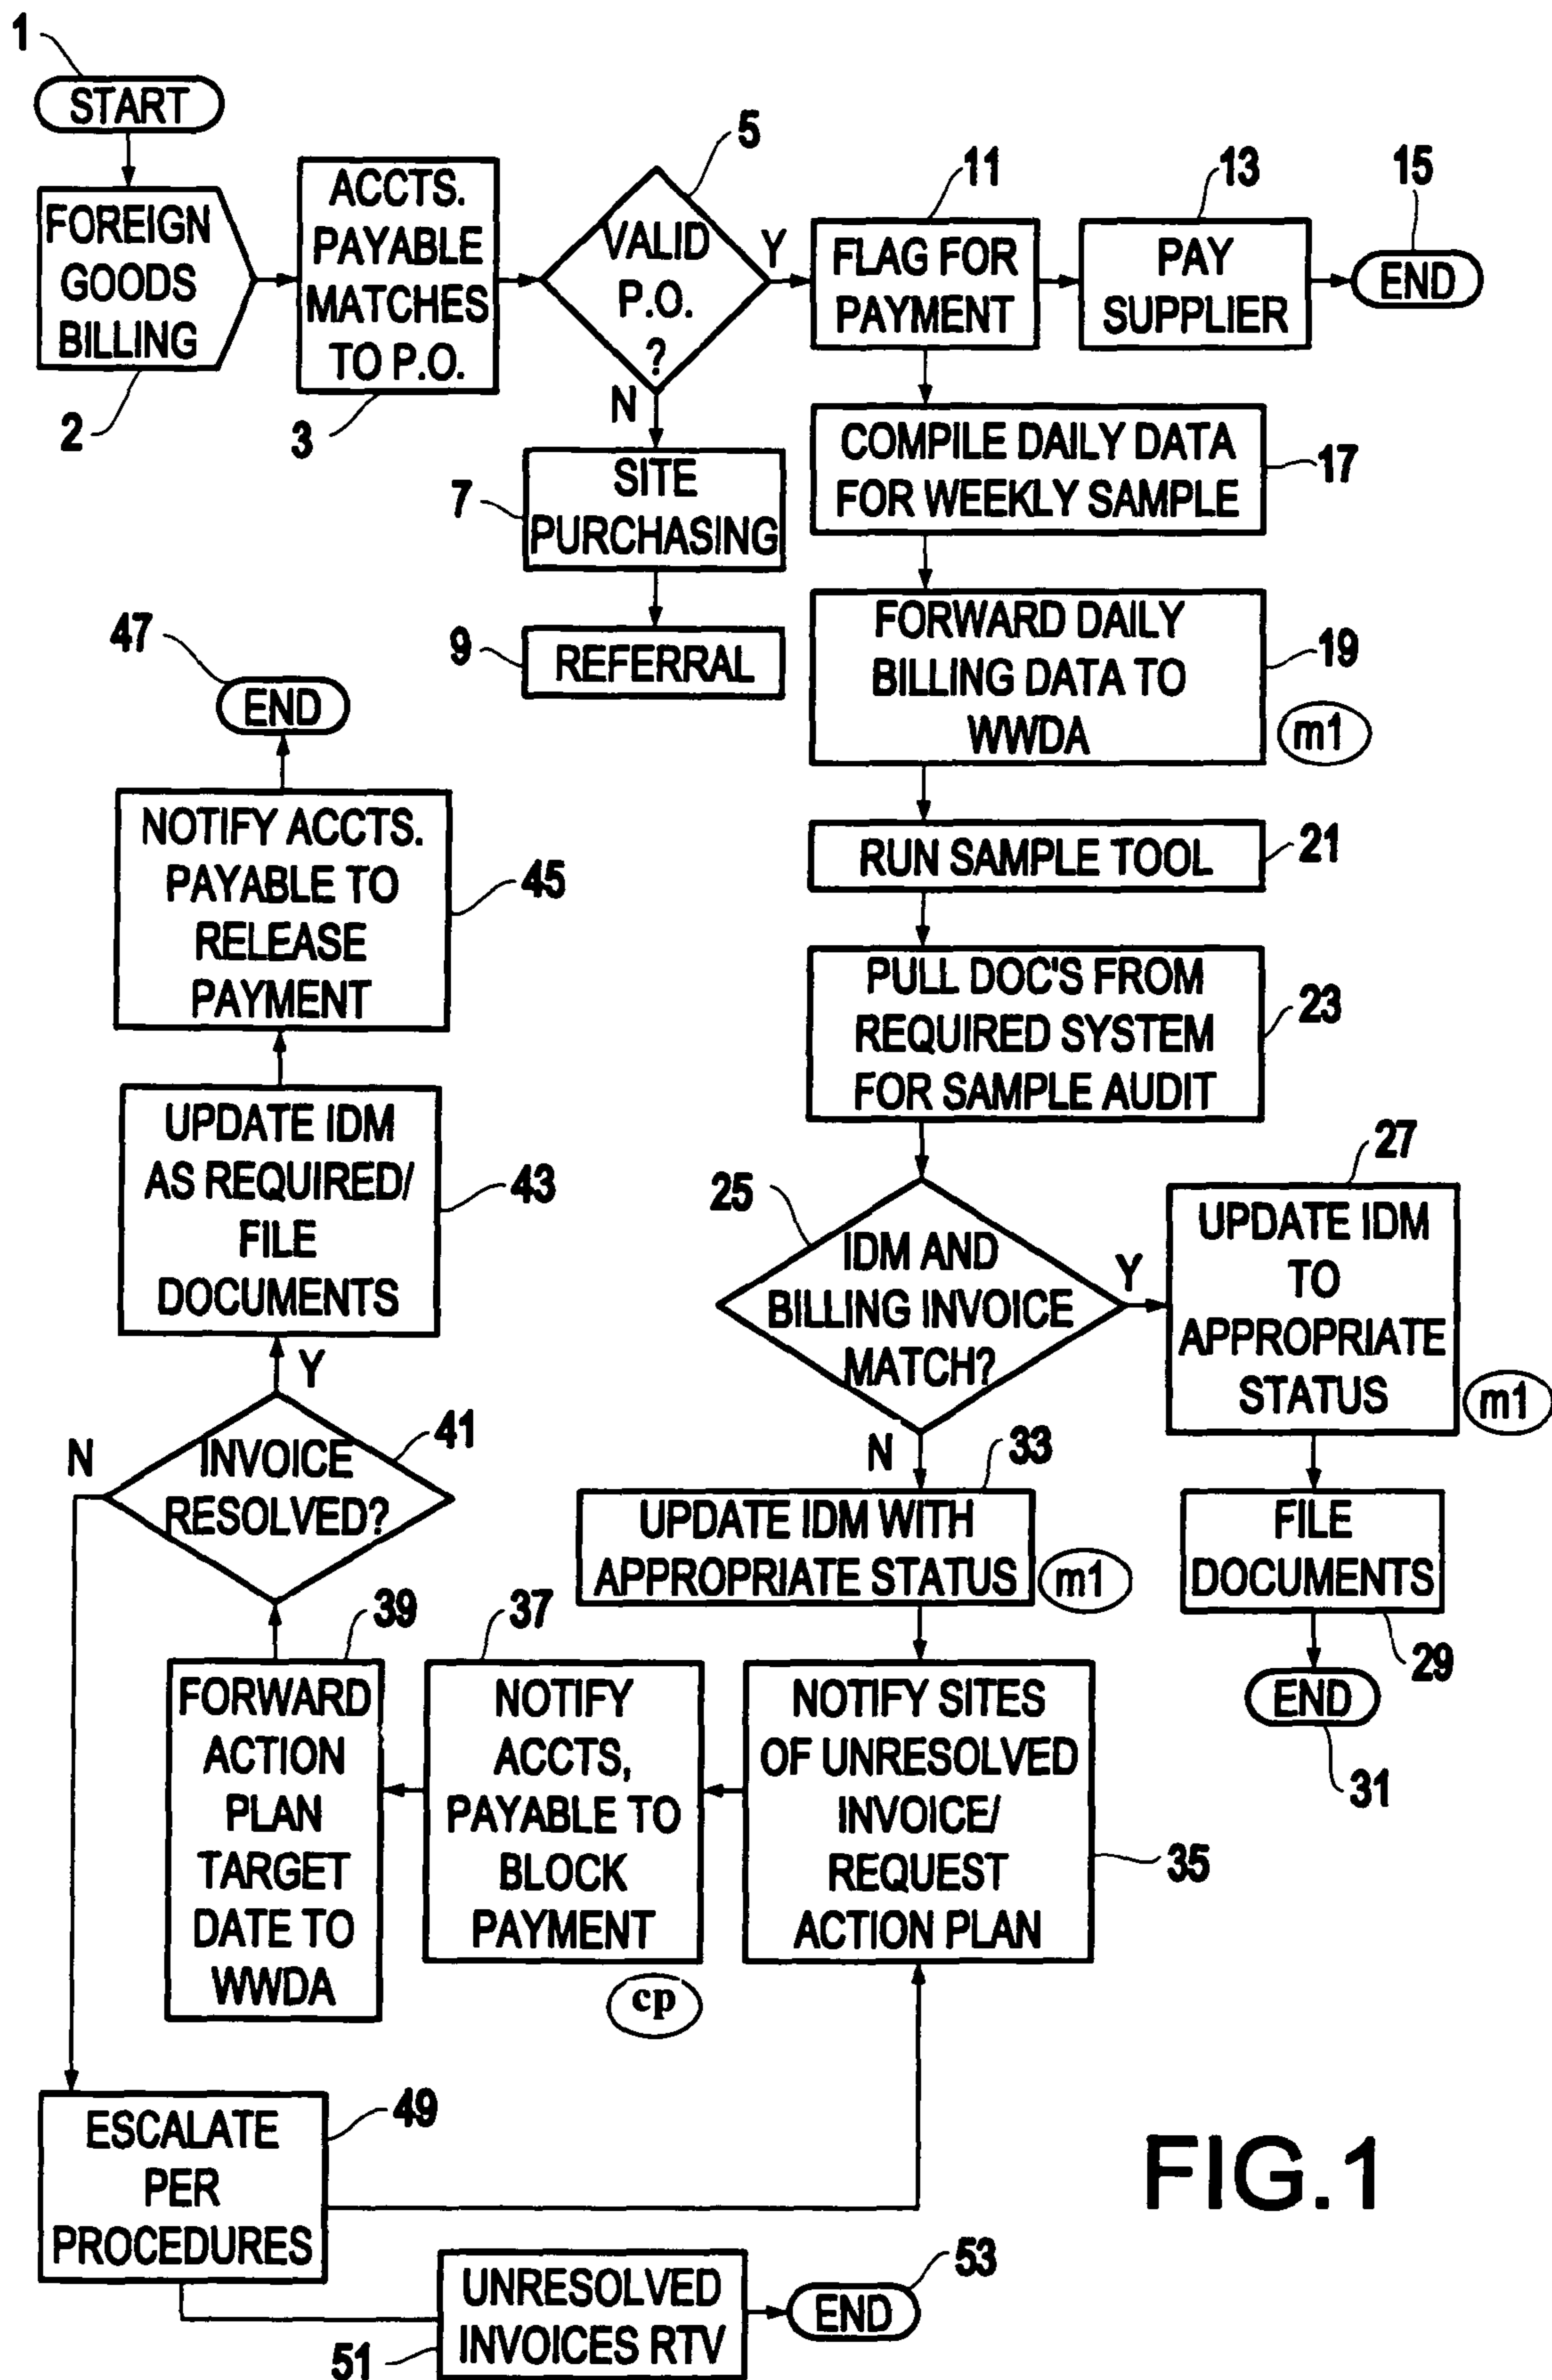 1
START
FOREIGN
GOODS
BILLING
2
ACCTS.
PAYABLE
MATCHES
TO P.O.
3
5
VALID
P.O.
?
Y
N
11
FLAG FOR
PAYMENT
13
PAY
SUPPLIER
15
END
7
SITE
PURCHASING
9
REFERRAL
COMPILE DAILY DATA
FOR WEEKLY SAMPLE
17
FORWARD DAILY
BILLING DATA TO
WWDA
19
m1
RUN SAMPLE TOOL
21
PULL DOC'S FROM
REQUIRED SYSTEM
FOR SAMPLE AUDIT
23
25
IDM AND
BILLING INVOICE
MATCH?
Y
N
27
UPDATE IDM
TO
APPROPRIATE
STATUS
m1
FILE
DOCUMENTS
29
END
31
33
UPDATE IDM WITH
APPROPRIATE STATUS
m1
NOTIFY SITES
OF UNRESOLVED
INVOICE/
REQUEST
ACTION PLAN
35
37
NOTIFY
ACCTS,
PAYABLE TO
BLOCK
PAYMENT
cp
39
FORWARD
ACTION
PLAN
TARGET
DATE TO
WWDA
41
INVOICE
RESOLVED?
N
Y
UPDATE IDM
AS REQUIRED/
FILE
DOCUMENTS
43
NOTIFY ACCTS.
PAYABLE TO
RELEASE
PAYMENT
45
47
END
ESCALATE
PER
PROCEDURES
49
UNRESOLVED
INVOICES RTV
51
END
53
FIG.1